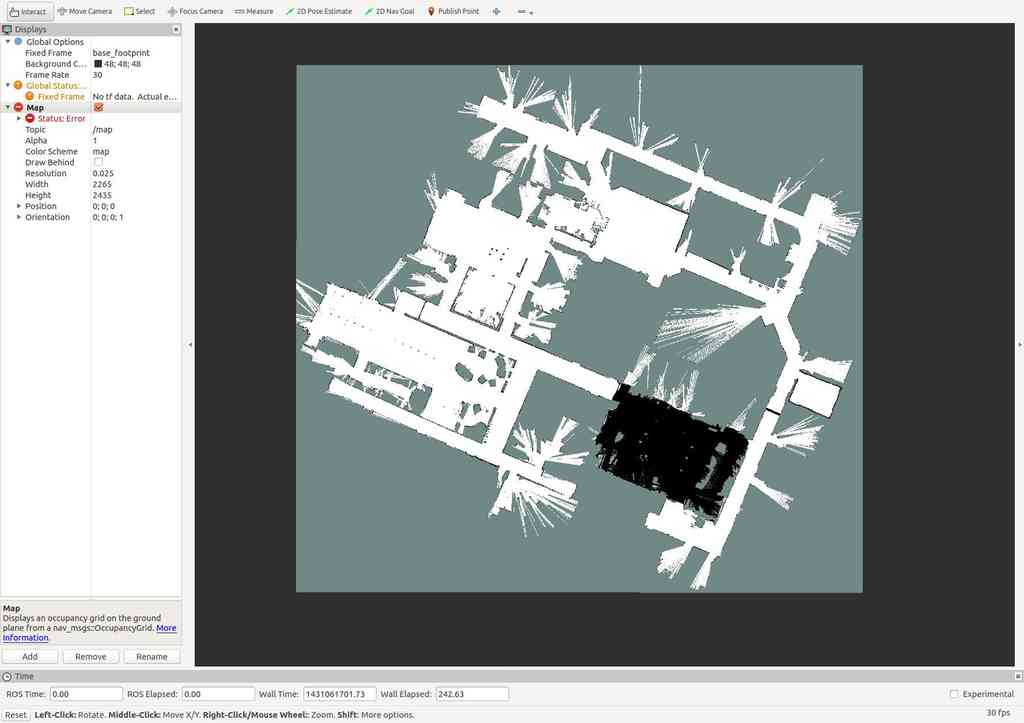 Interact Move Camera Select Focus Camera Measure 2D Pose Estimate 2D Nav Goal Publish Point
Displays
Global Options
Fixed Frame base_footprint
Background C... 48; 48; 48
Frame Rate 30
Global Status:...
Fixed Frame No tf data. Actual e...
Map
Status: Error
Topic /map
Alpha 1
Color Scheme map
Draw Behind
Resolution 0.025
Width 2265
Height 2435
Position 0; 0; 0
Orientation 0; 0; 0; 1
Map
Displays an occupancy grid on the ground
plane from a nav_msgs::OccupancyGrid. More
Information.
Add Remove Rename
Time
ROS Time: 0.00 ROS Elapsed: 0.00 Wall Time: 1431061701.73 Wall Elapsed: 242.63 Experimental
Reset Left-Click: Rotate. Middle-Click: Move X/Y. Right-Click/Mouse Wheel: Zoom. Shift: More options. 30 fps